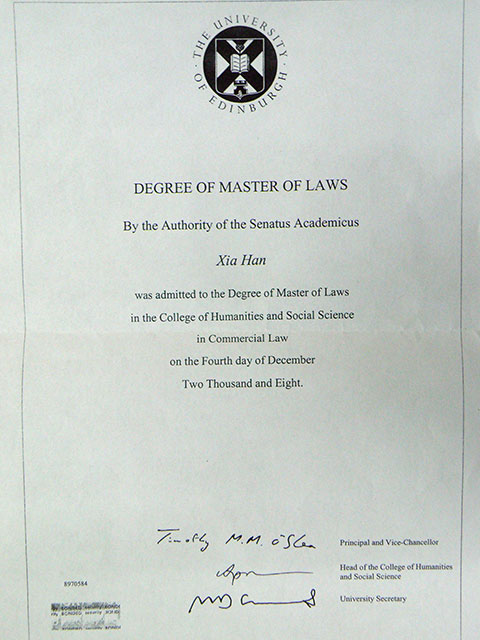 THE UNIVERSITY
OF EDINBURGH
DEGREE OF MASTER OF LAWS
By the Authority of the Senatus Academicus
Xia Han
was admitted to the Degree of Master of Laws
in the College of Humanities and Social Science
in Commercial Law
on the Fourth day of December
Two Thousand and Eight.
Timothy M.M. O'Shea
Principal and Vice-Chancellor
Head of the College of Humanities
and Social Science
University Secretary
8970584